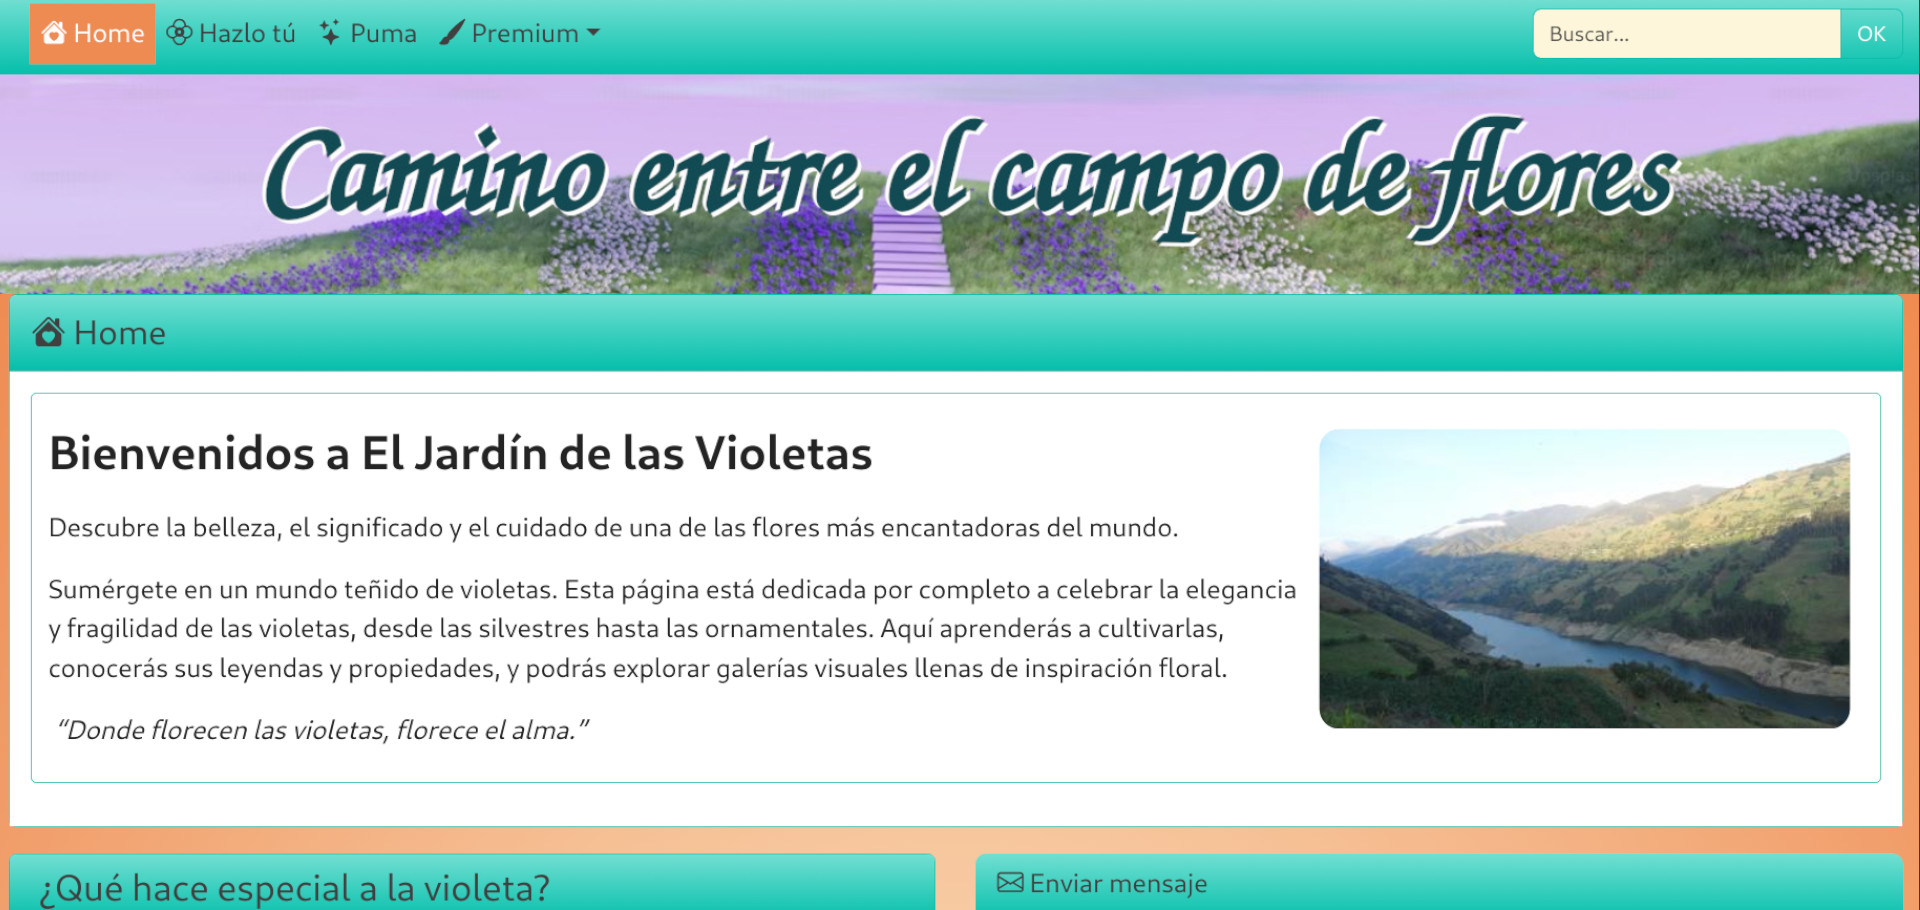 Home Hazlo tú Puma Premium Buscar... OK
Camino entre el campo de flores
Home
Bienvenidos a El Jardín de las Violetas
Descubre la belleza, el significado y el cuidado de una de las flores más encantadoras del mundo.
Sumérgete en un mundo teñido de violetas. Esta página está dedicada por completo a celebrar la elegancia
y fragilidad de las violetas, desde las silvestres hasta las ornamentales. Aquí aprenderás a cultivarlas,
conocerás sus leyendas y propiedades, y podrás explorar galerías visuales llenas de inspiración floral.
“Donde florecen las violetas, florece el alma.”
¿Qué hace especial a la violeta?
Enviar mensaje